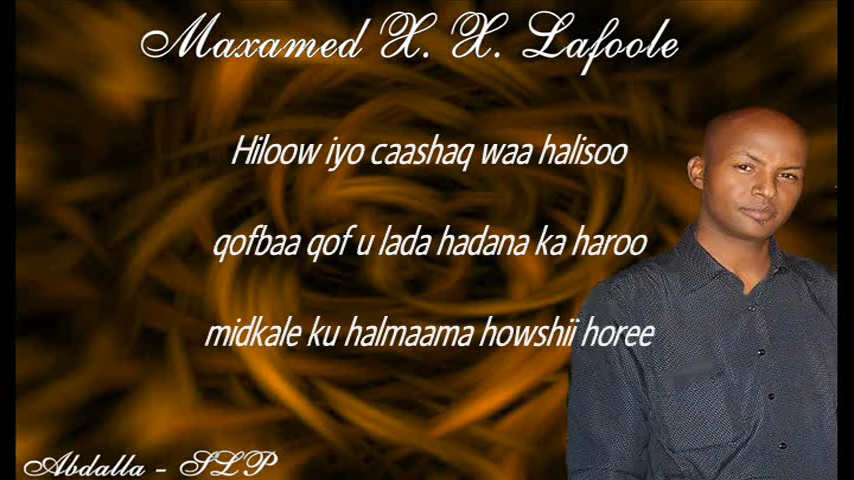 Maxamed X. X. Lafoole
Hiloow iyo caashaq waa halisoo
qofbaa qof u lada hadana ka haroo
midkale ku halmaama howshii horee
Abdalla - SLP